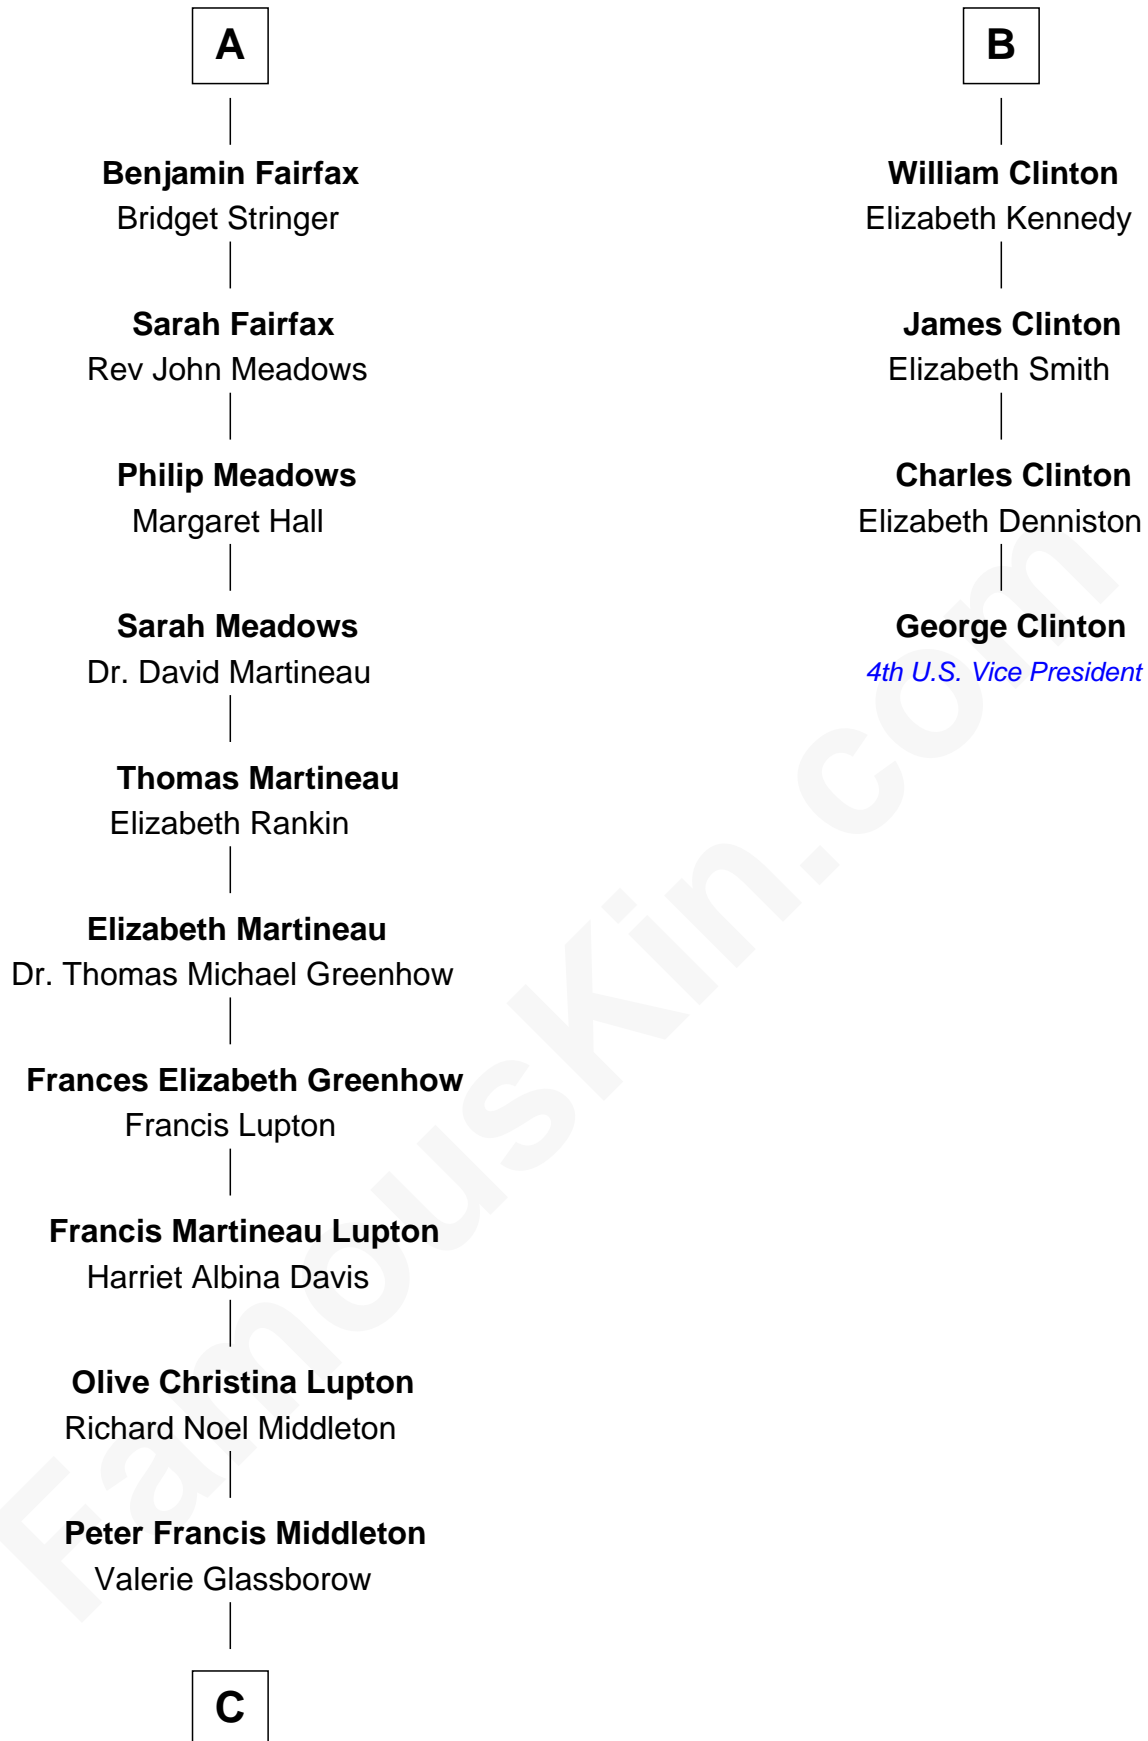 A
Benjamin Fairfax
Bridget Stringer
Sarah Fairfax
Rev John Meadows
Philip Meadows
Margaret Hall
Sarah Meadows
Dr. David Martineau
Thomas Martineau
Elizabeth Rankin
Elizabeth Martineau
Dr. Thomas Michael Greenhow
Frances Elizabeth Greenhow
Francis Lupton
Francis Martineau Lupton
Harriet Albina Davis
Olive Christina Lupton
Richard Noel Middleton
Peter Francis Middleton
Valerie Glassborow
C
B
William Clinton
Elizabeth Kennedy
James Clinton
Elizabeth Smith
Charles Clinton
Elizabeth Denniston
George Clinton
4th U.S. Vice President
FamousKin.com